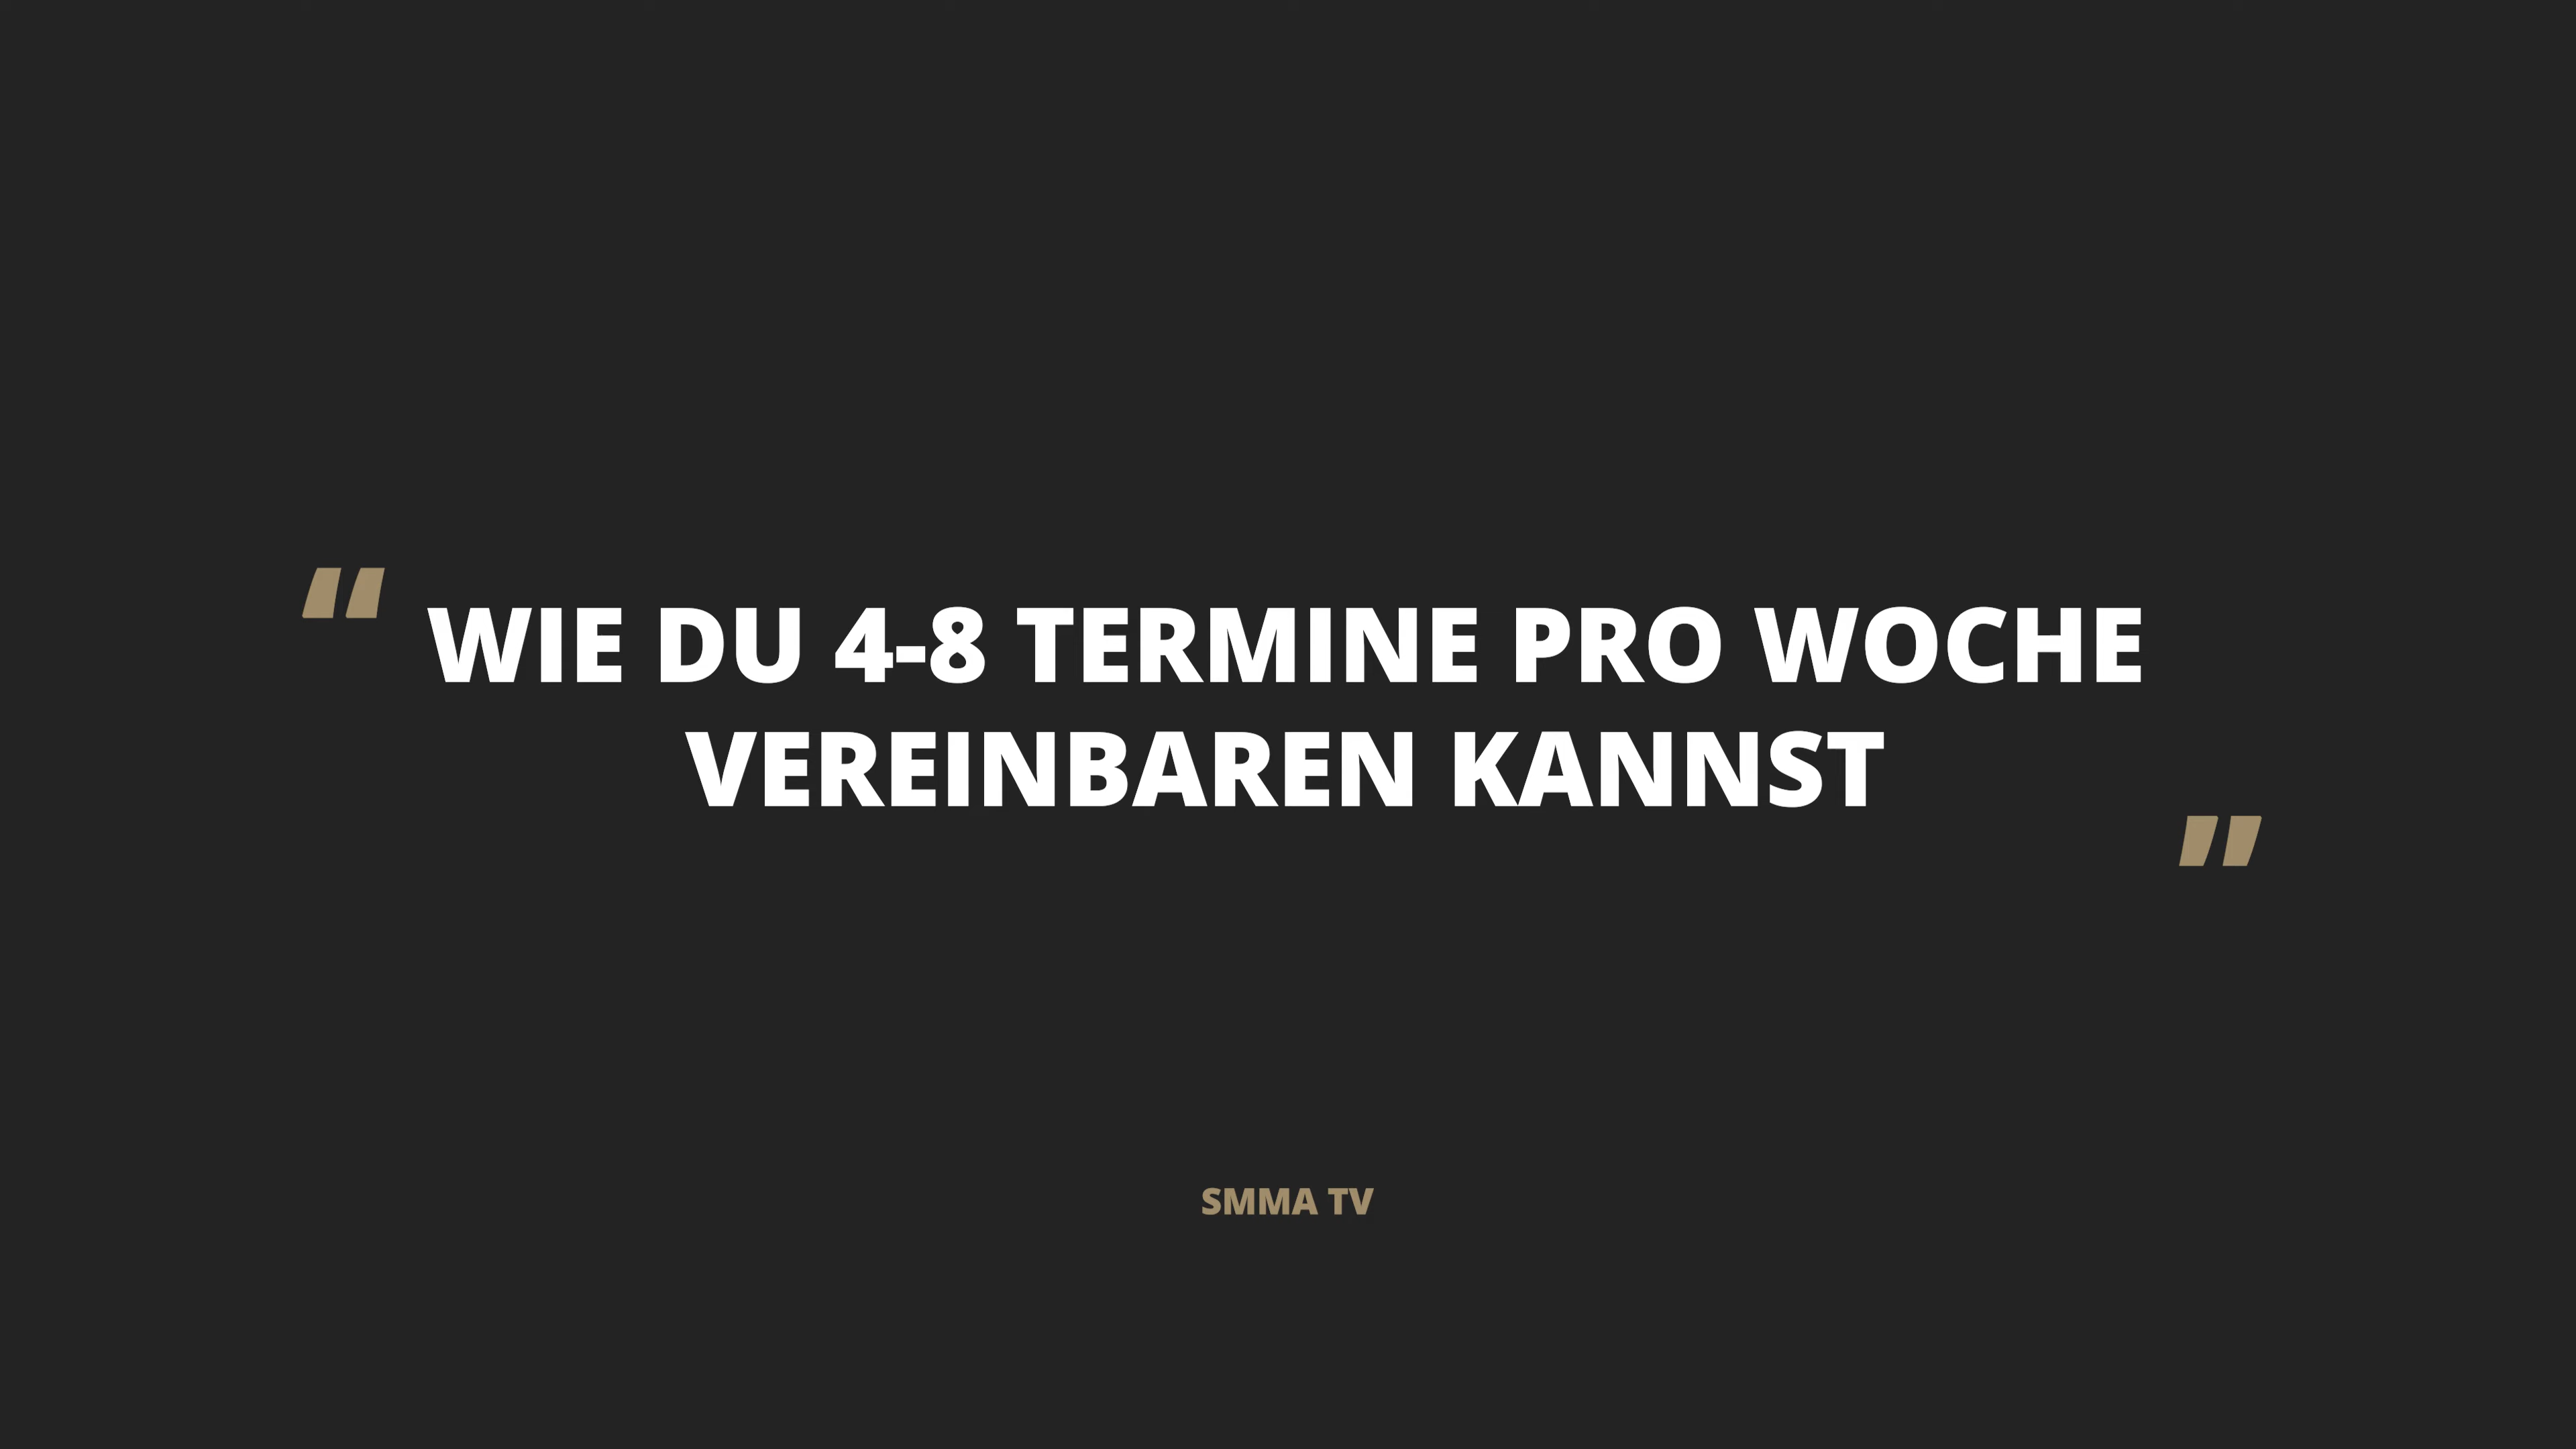 “ WIE DU 4-8 TERMINE PRO WOCHE
VEREINBAREN KANNST ”
SMMA TV